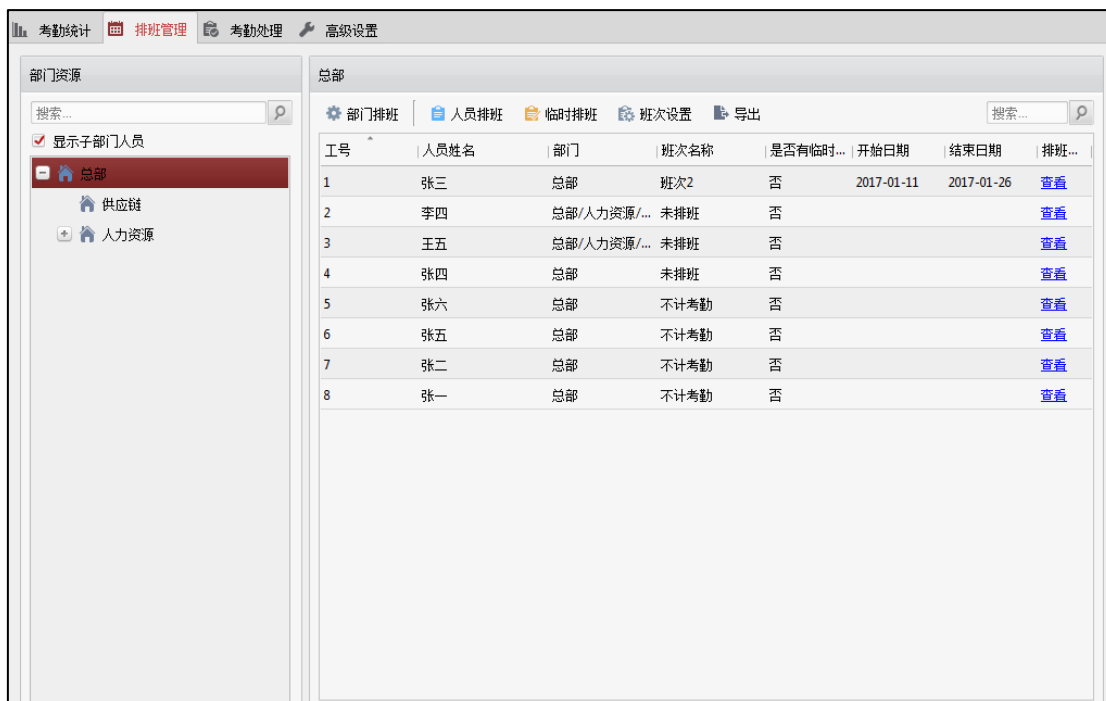 考勤统计 排班管理 考勤处理 高级设置
部门资源
搜索...
显示子部门人员
总部
供应链
人力资源
总部
部门排班 人员排班 临时排班 班次设置 导出 搜索...
工号 人员姓名 部门 班次名称 是否有临时... 开始日期 结束日期 排班...
1 张三 总部 班次2 否 2017-01-11 2017-01-26 查看
2 李四 总部/人力资源/... 未排班 否 查看
3 王五 总部/人力资源/... 未排班 否 查看
4 张四 总部 未排班 否 查看
5 张六 总部 不计考勤 否 查看
6 张五 总部 不计考勤 否 查看
7 张二 总部 不计考勤 否 查看
8 张一 总部 不计考勤 否 查看